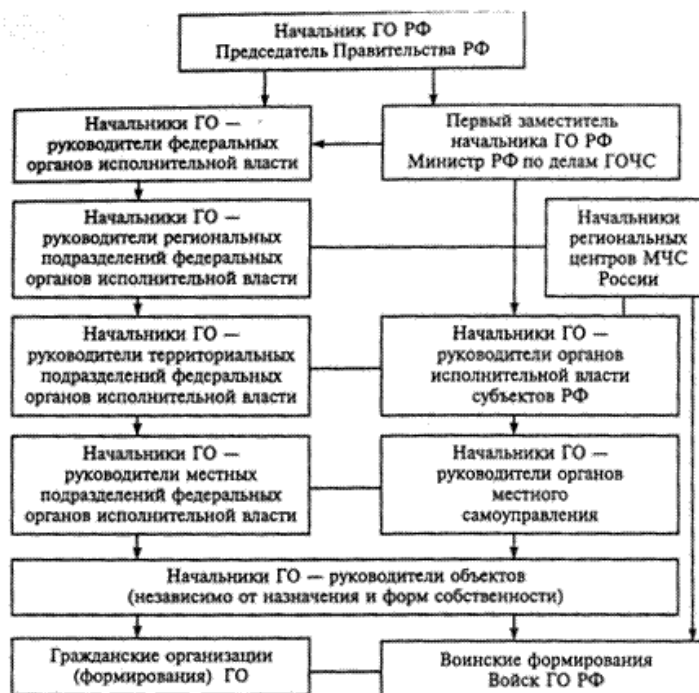 Начальник ГО РФ
Председатель Правительства РФ
Начальники ГО —
руководители федеральных
органов исполнительной власти
Первый заместитель
начальника ГО РФ
Министр РФ по делам ГОЧС
Начальники ГО —
руководители региональных
подразделений федеральных
органов исполнительной власти
Начальники
региональных
центров МЧС
России
Начальники ГО —
руководители территориальных
подразделений федеральных
органов исполнительной власти
Начальники ГО —
руководители органов
исполнительной власти
субъектов РФ
Начальники ГО —
руководители местных
подразделений федеральных
органов исполнительной власти
Начальники ГО —
руководители органов
местного
самоуправления
Начальники ГО — руководители объектов
(независимо от назначения и форм собственности)
Гражданские организации
(формирования) ГО
Воинские формирования
Войск ГО РФ